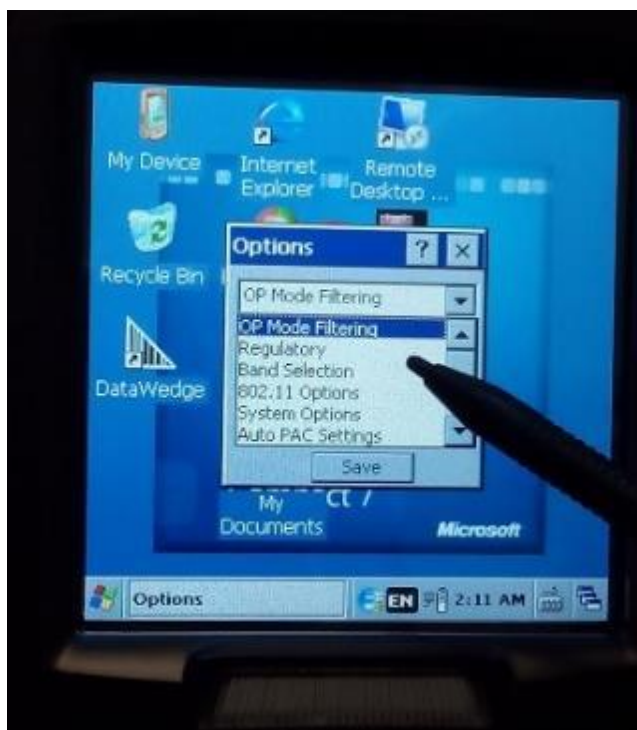 My Device
Internet
Explorer
Remote
Desktop ...
Recycle Bin
Options
?
OP Mode Filtering
OP Mode Filtering
Regulatory
Band Selection
802.11 Options
System Options
Auto PAC Settings
Save
DataWedge
My
Documents
Microsoft
Options
EN
2:11 AM